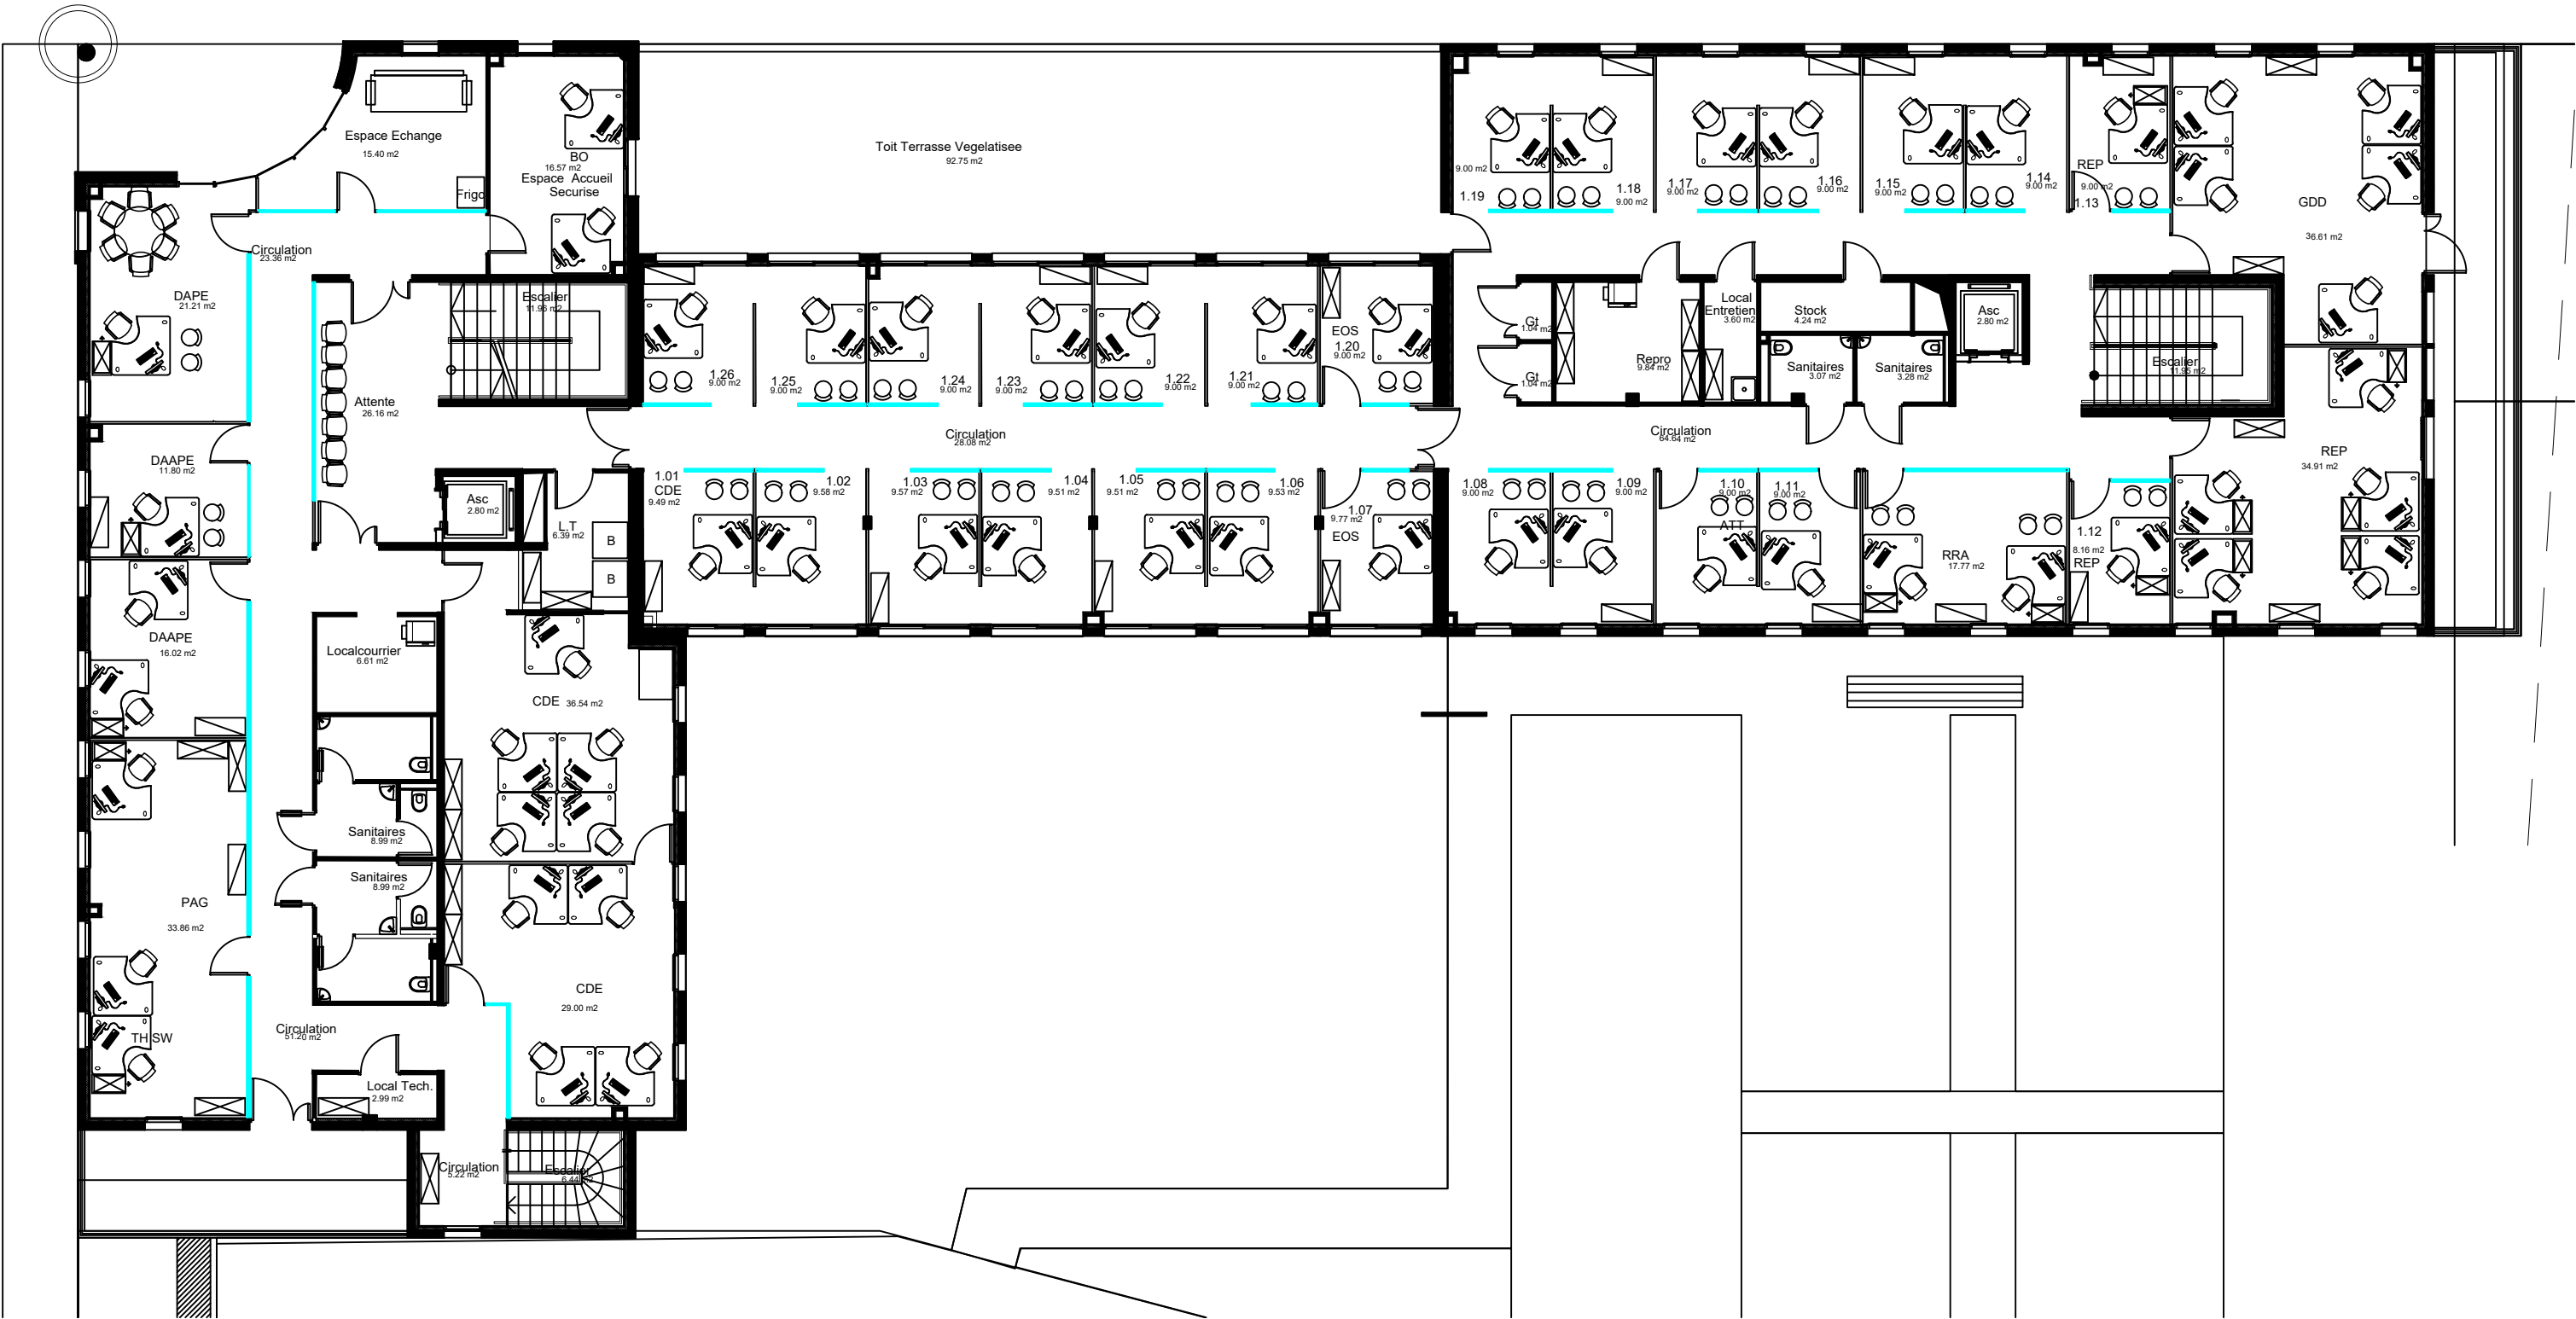 Espace Echange
15.40 m2
Frigo
BO
16.57 m2
Espace Accueil
Securise
Toit Terrasse Vegelatisee
92.75 m2
9.00 m2
1.19
1.18
9.00 m2
1.17
9.00 m2
1.16
9.00 m2
1.15
9.00 m2
1.14
9.00 m2
REP
9.00 m2
1.13
GDD
36.61 m2
Circulation
23.36 m2
DAPE
21.21 m2
Attente
26.16 m2
Escalier
11.96 m2
1.26
9.00 m2
1.25
9.00 m2
1.24
9.00 m2
1.23
9.00 m2
1.22
9.00 m2
1.21
9.00 m2
EOS
1.20
9.00 m2
Gt
1.04 m2
Gt
1.04 m2
Repro
9.84 m2
Local
Entretien
3.60 m2
Stock
4.24 m2
Sanitaires
3.07 m2
Sanitaires
3.28 m2
Asc
2.80 m2
Escalier
11.95 m2
Circulation
28.08 m2
Circulation
64.64 m2
REP
34.91 m2
DAAPE
11.80 m2
Asc
2.80 m2
L.T
6.39 m2
B
B
1.01
CDE
9.49 m2
1.02
9.58 m2
1.03
9.57 m2
1.04
9.51 m2
1.05
9.51 m2
1.06
9.53 m2
1.07
9.77 m2
EOS
1.08
9.00 m2
1.09
9.00 m2
1.10
9.00 m2
ATT
1.11
9.00 m2
RRA
17.77 m2
1.12
8.16 m2
REP
DAAPE
16.02 m2
Localcourrier
6.61 m2
CDE 36.54 m2
Sanitaires
8.99 m2
Sanitaires
8.99 m2
PAG
33.86 m2
CDE
29.00 m2
TH SW
Circulation
51.20 m2
Local Tech.
2.99 m2
Circulation
5.22 m2
Escalier
6.44 m2